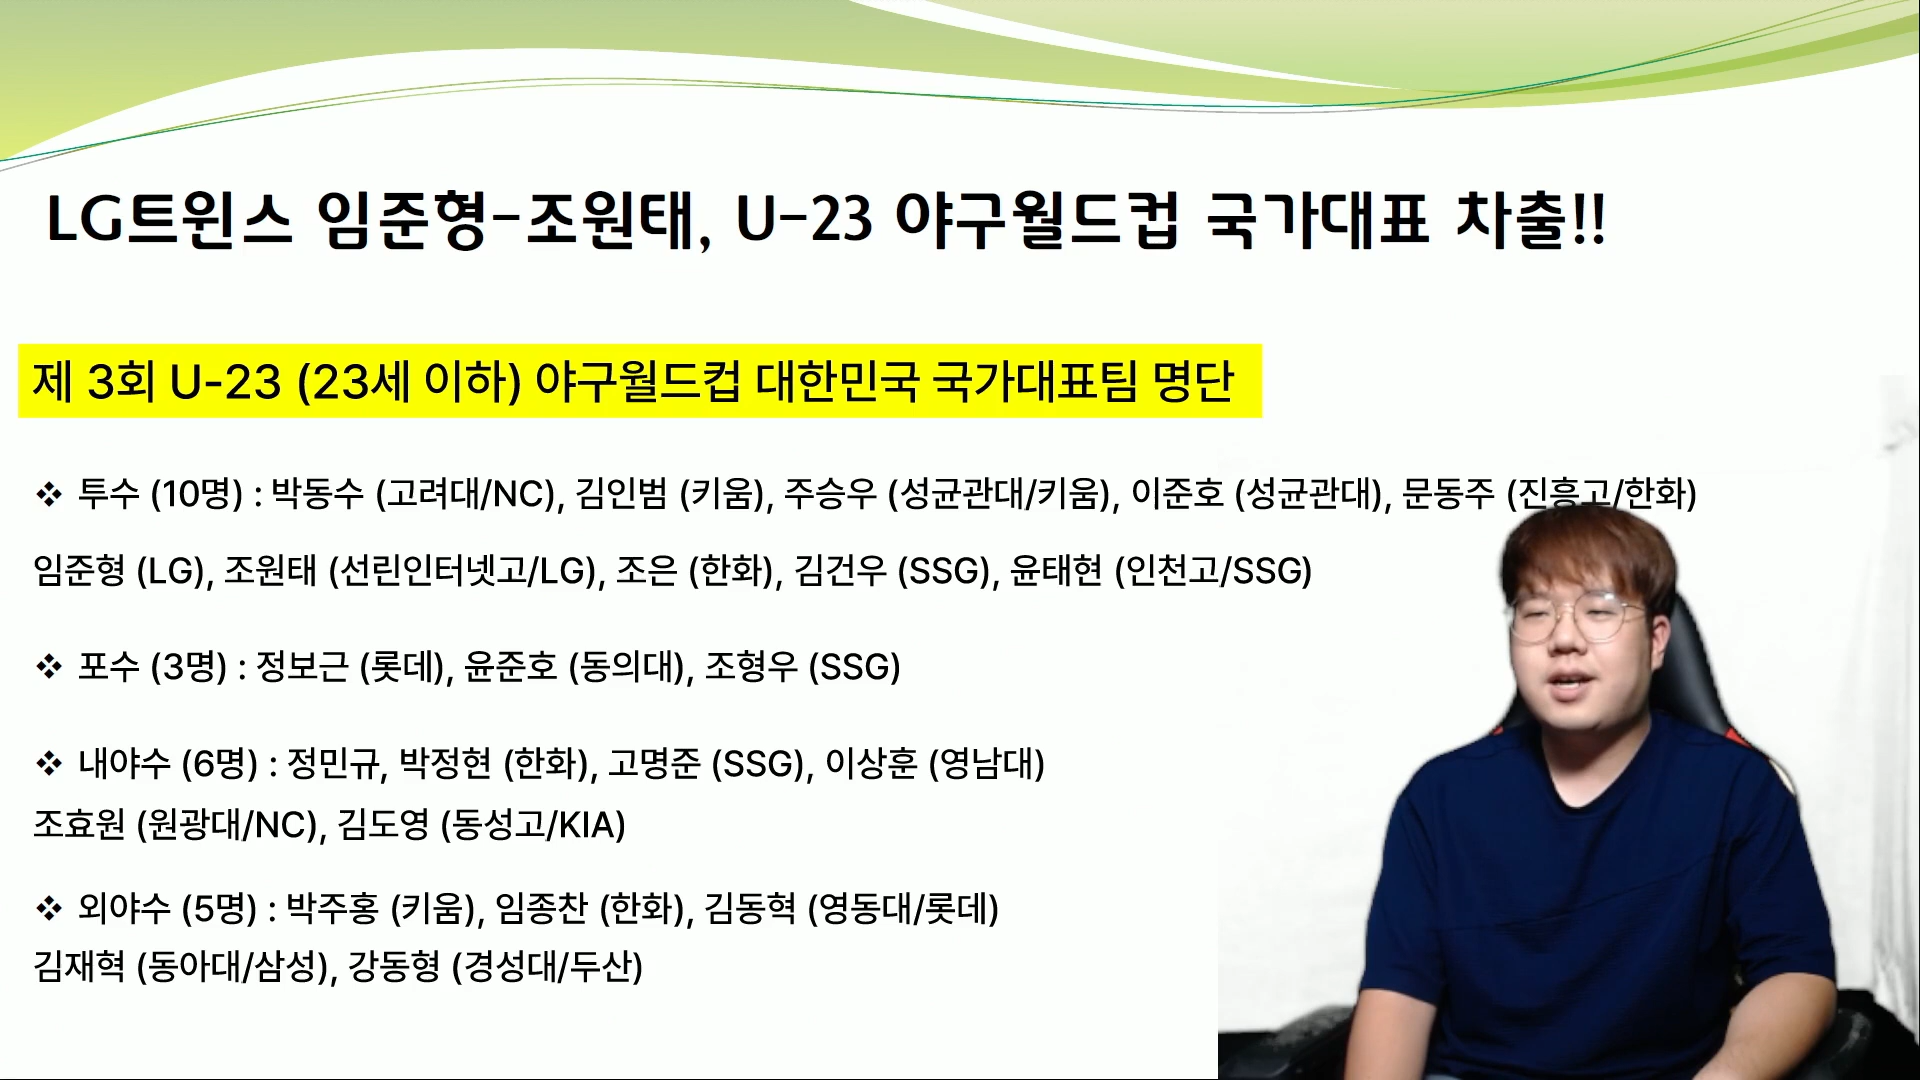 LG트윈스 임준형-조원태, U-23 야구월드컵 국가대표 차출!!
제 3회 U-23 (23세 이하) 야구월드컵 대한민국 국가대표팀 명단
❖ 투수 (10명) : 박동수 (고려대/NC), 김인범 (키움), 주승우 (성균관대/키움), 이준호 (성균관대), 문동주 (진흥고/한화)
임준형 (LG), 조원태 (선린인터넷고/LG), 조은 (한화), 김건우 (SSG), 윤태현 (인천고/SSG)
❖ 포수 (3명) : 정보근 (롯데), 윤준호 (동의대), 조형우 (SSG)
❖ 내야수 (6명) : 정민규, 박정현 (한화), 고명준 (SSG), 이상훈 (영남대)
조효원 (원광대/NC), 김도영 (동성고/KIA)
❖ 외야수 (5명) : 박주홍 (키움), 임종찬 (한화), 김동혁 (영동대/롯데)
김재혁 (동아대/삼성), 강동형 (경성대/두산)